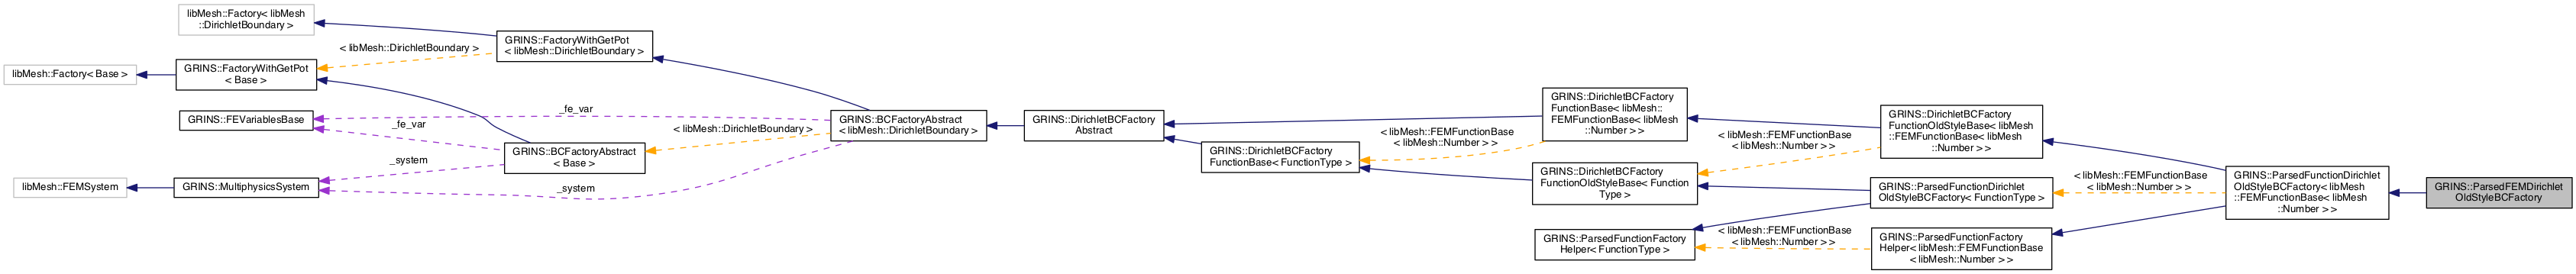 libMesh::Factory< libMesh
::DirichletBoundary >
GRINS::FactoryWithGetPot
< libMesh::DirichletBoundary >
< libMesh::DirichletBoundary >
libMesh::Factory< Base >
GRINS::FactoryWithGetPot
< Base >
GRINS::FEVariablesBase
_fe_var
_fe_var
GRINS::BCFactoryAbstract
< Base >
_system
libMesh::FEMSystem
GRINS::MultiphysicsSystem
_system
< libMesh::DirichletBoundary >
GRINS::BCFactoryAbstract
< libMesh::DirichletBoundary >
GRINS::DirichletBCFactory
Abstract
GRINS::DirichletBCFactory
FunctionBase< FunctionType >
< libMesh::FEMFunctionBase
< libMesh::Number > >
GRINS::DirichletBCFactory
FunctionBase< libMesh::
FEMFunctionBase< libMesh
::Number > >
GRINS::DirichletBCFactory
FunctionOldStyleBase< Function
Type >
GRINS::ParsedFunctionFactory
Helper< FunctionType >
< libMesh::FEMFunctionBase
< libMesh::Number > >
< libMesh::FEMFunctionBase
< libMesh::Number > >
GRINS::DirichletBCFactory
FunctionOldStyleBase< libMesh
::FEMFunctionBase< libMesh
::Number > >
GRINS::ParsedFunctionDirichlet
OldStyleBCFactory< FunctionType >
GRINS::ParsedFunctionFactory
Helper< libMesh::FEMFunctionBase
< libMesh::Number > >
< libMesh::FEMFunctionBase
< libMesh::Number > >
GRINS::ParsedFunctionDirichlet
OldStyleBCFactory< libMesh
::FEMFunctionBase< libMesh
::Number > >
GRINS::ParsedFEMDirichlet
OldStyleBCFactory